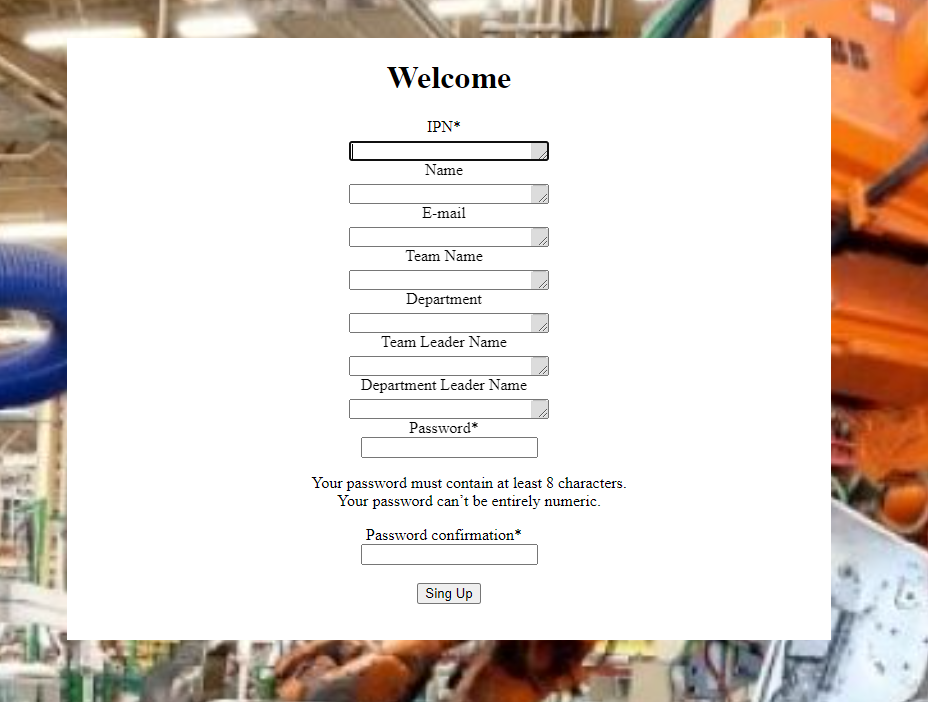 Welcome
IPN*
Name
E-mail
Team Name
Department
Team Leader Name
Department Leader Name
Password*
Your password must contain at least 8 characters.
Your password can’t be entirely numeric.
Password confirmation*
Sing Up
ABB